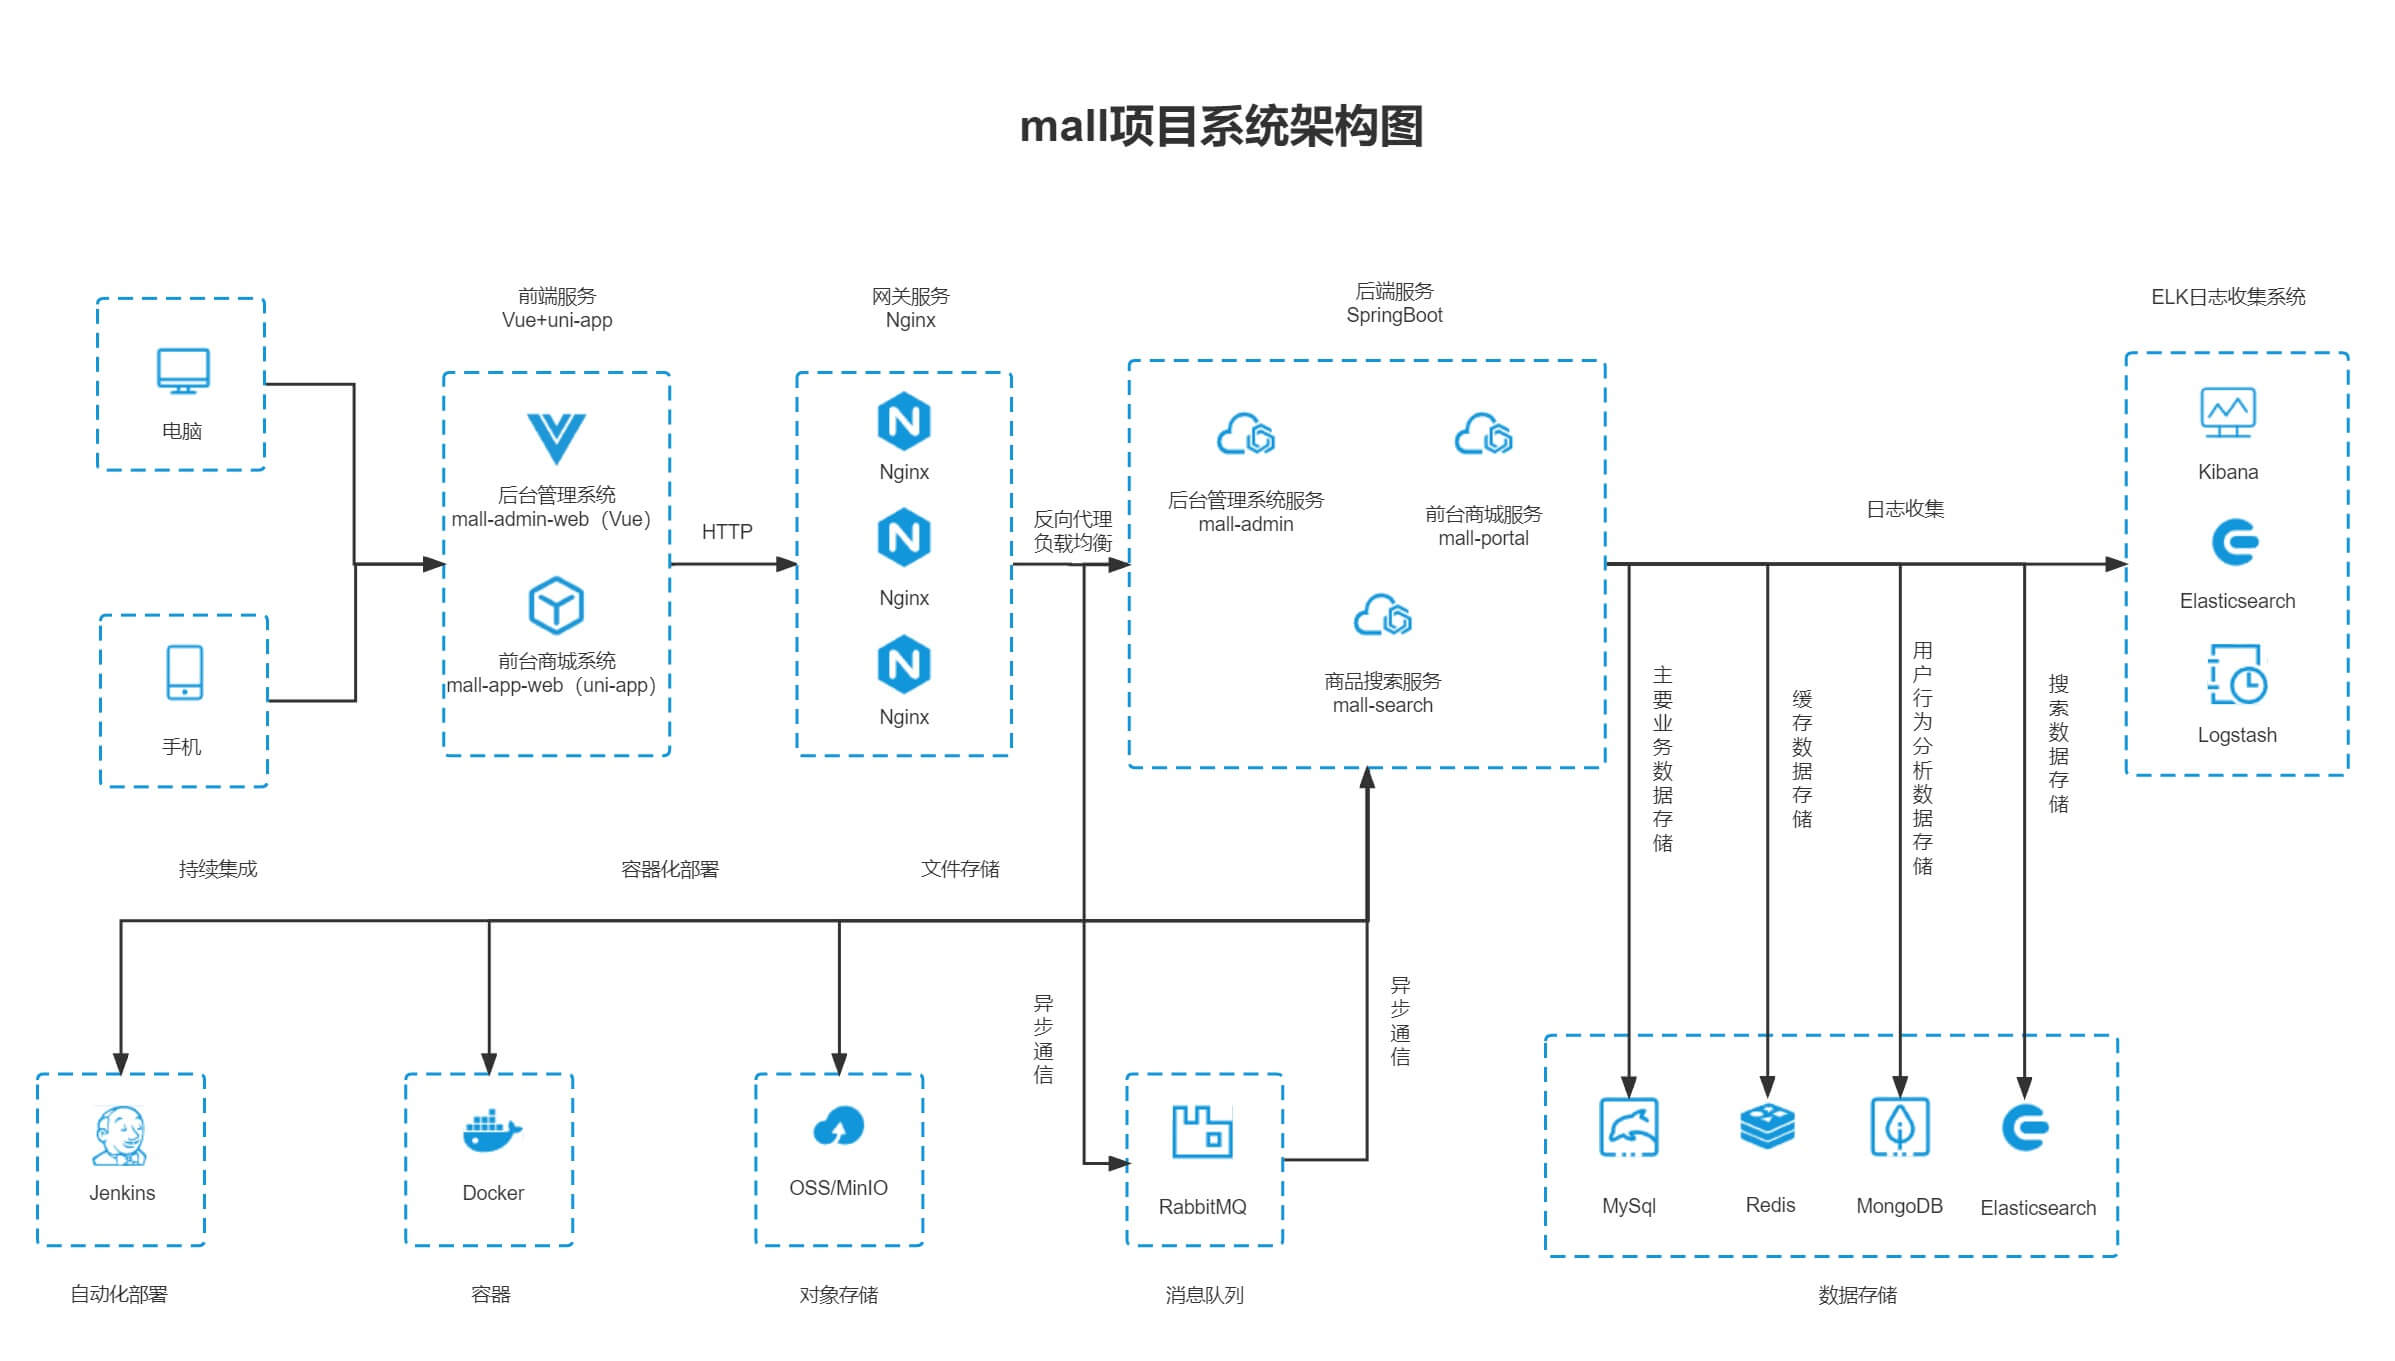 mall项目系统架构图
电脑
手机
前端服务
Vue+uni-app
后台管理系统
mall-admin-web（Vue）
前台商城系统
mall-app-web（uni-app）
HTTP
网关服务
Nginx
Nginx
Nginx
Nginx
反向代理
负载均衡
后端服务
SpringBoot
后台管理系统服务
mall-admin
前台商城服务
mall-portal
商品搜索服务
mall-search
日志收集
ELK日志收集系统
Kibana
Elasticsearch
Logstash
主要业务数据存储
缓存数据存储
用户行为分析数据存储
搜索数据存储
持续集成
容器化部署
文件存储
异步通信
异步通信
Jenkins
自动化部署
Docker
容器
OSS/MinIO
对象存储
RabbitMQ
消息队列
MySql
Redis
MongoDB
Elasticsearch
数据存储